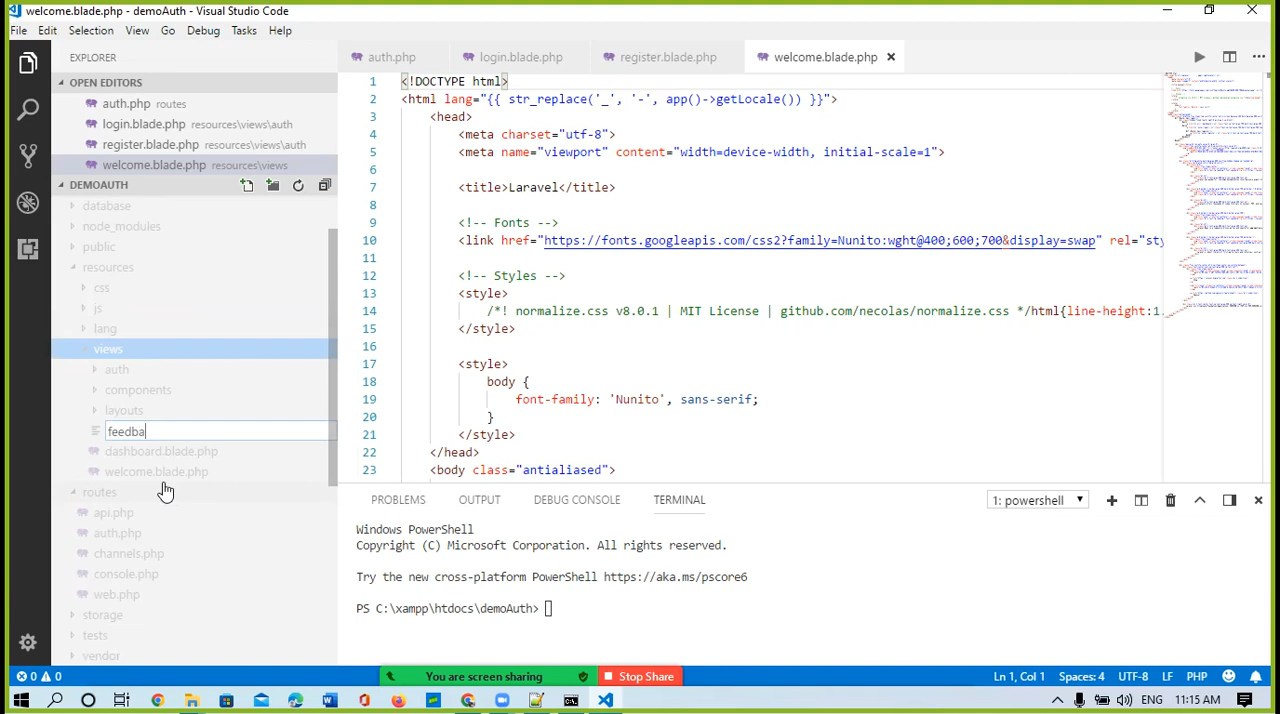 welcome.blade.php - demoAuth - Visual Studio Code
File Edit Selection View Go Debug Tasks Help
EXPLORER
OPEN EDITORS
auth.php routes
login.blade.php resources\views\auth
register.blade.php resources\views\auth
welcome.blade.php resources\views
DEMOAUTH
database
node_modules
public
resources
css
js
lang
views
auth
components
layouts
feedba
dashboard.blade.php
welcome.blade.php
routes
api.php
auth.php
channels.php
console.php
web.php
storage
tests
vendor
auth.php login.blade.php register.blade.php welcome.blade.php
1 <!DOCTYPE html>
2 <html lang="{{ str_replace('_', '-', app()->getLocale()) }}">
3 <head>
4 <meta charset="utf-8">
5 <meta name="viewport" content="width=device-width, initial-scale=1">
6
7 <title>Laravel</title>
8
9 <!-- Fonts -->
10 <link href="https://fonts.googleapis.com/css2?family=Nunito:wght@400;600;700&display=swap" rel="sty
11
12 <!-- Styles -->
13 <style>
14 /*! normalize.css v8.0.1 | MIT License | github.com/necolas/normalize.css */html{line-height:1.
15 </style>
16
17 <style>
18 body {
19 font-family: 'Nunito', sans-serif;
20 }
21 </style>
22 </head>
23 <body class="antialiased">
PROBLEMS OUTPUT DEBUG CONSOLE TERMINAL 1: powershell
Windows PowerShell
Copyright (C) Microsoft Corporation. All rights reserved.
Try the new cross-platform PowerShell https://aka.ms/pscore6
PS C:\xampp\htdocs\demoAuth>
0 0 You are screen sharing Stop Share Ln 1, Col 1 Spaces: 4 UTF-8 LF PHP
ENG 11:15 AM